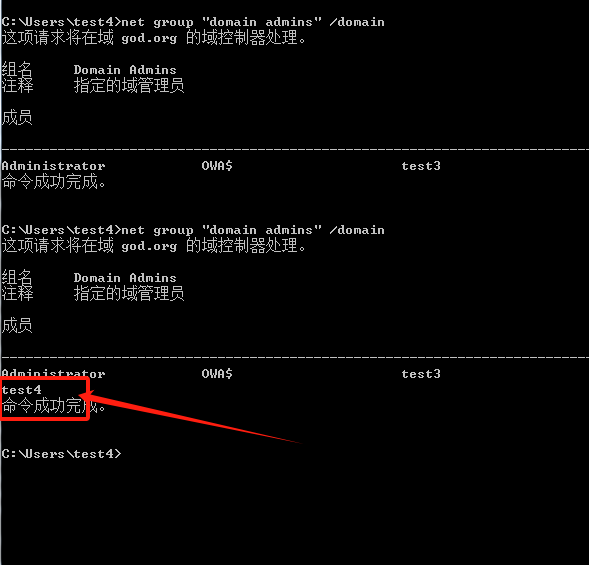 C:\Users\test4>net group "domain admins" /domain
这项请求将在域 god.org 的域控制器处理。
组名 Domain Admins
注释 指定的域管理员
成员
-------------------------------------------------------------------------------
Administrator OWA$ test3
命令成功完成。
C:\Users\test4>net group "domain admins" /domain
这项请求将在域 god.org 的域控制器处理。
组名 Domain Admins
注释 指定的域管理员
成员
-------------------------------------------------------------------------------
Administrator OWA$ test3
test4
命令成功完成。
C:\Users\test4>